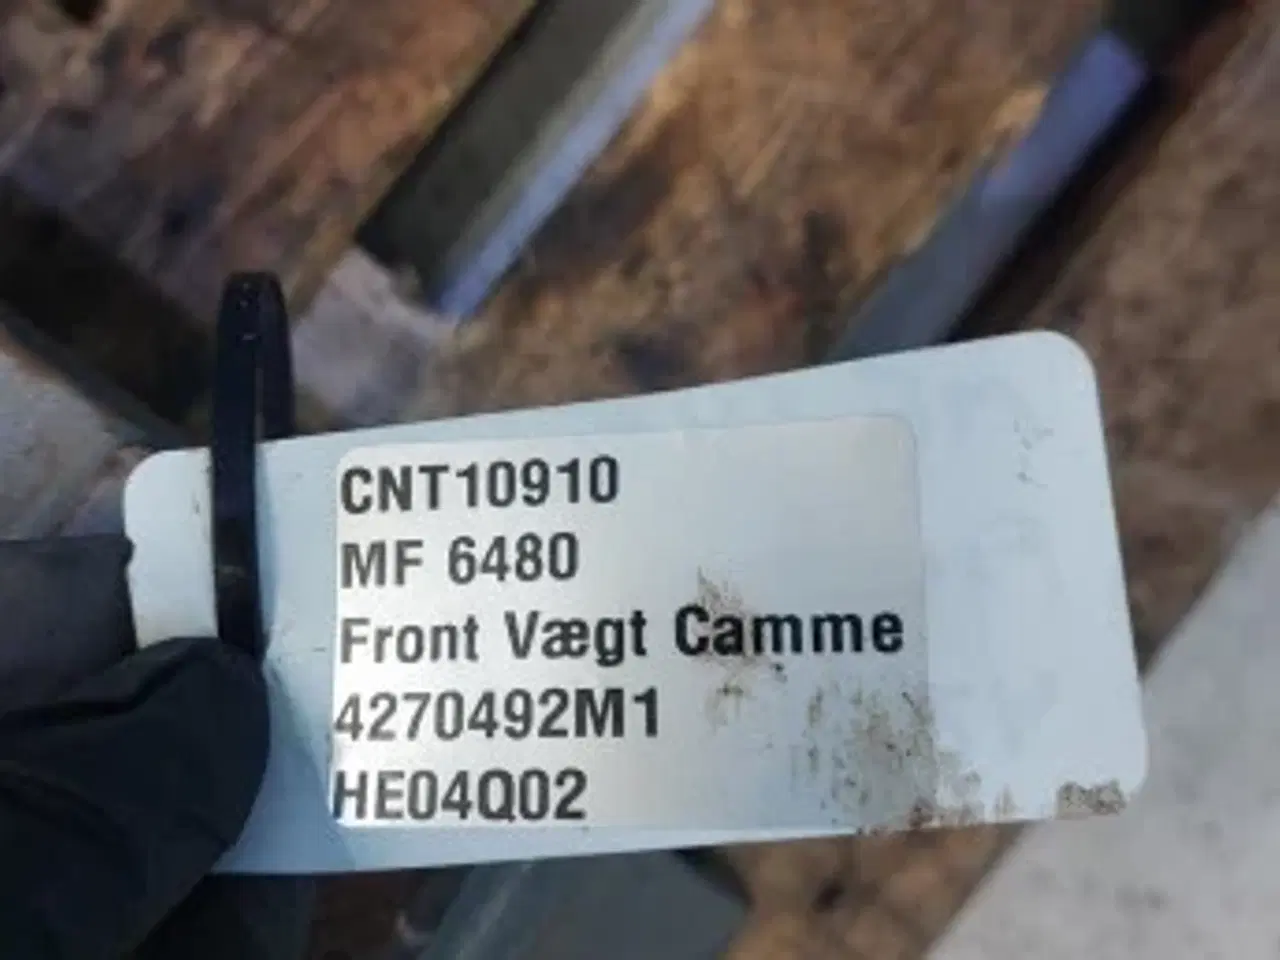 CNT10910
MF 6480
Front Vægt Camme
4270492M1
HE04Q02